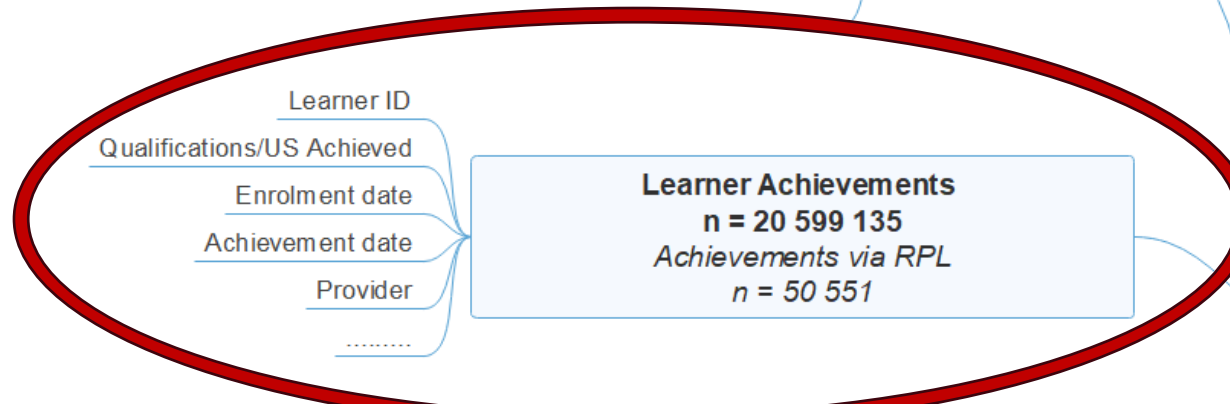 Learner ID
Qualifications/US Achieved
Enrolment date
Achievement date
Provider
.........
Learner Achievements
n = 20 599 135
Achievements via RPL
n = 50 551